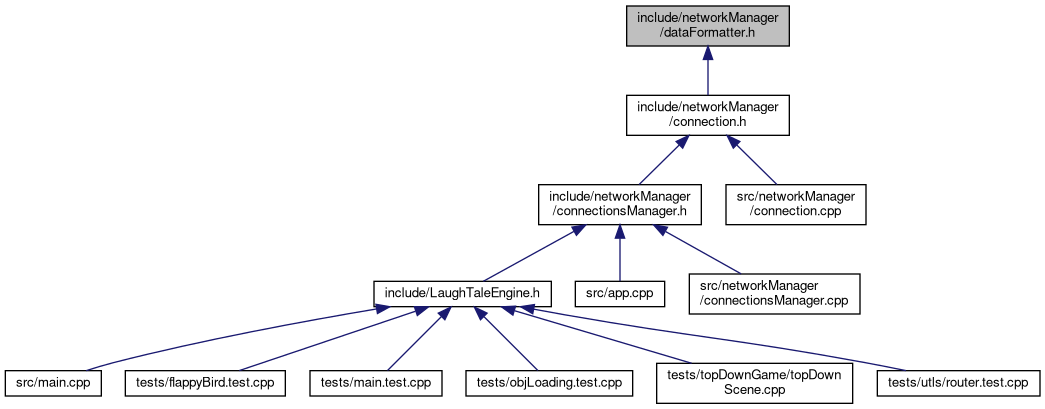 include/networkManager
/dataFormatter.h
include/networkManager
/connection.h
include/networkManager
/connectionsManager.h
src/networkManager
/connection.cpp
include/LaughTaleEngine.h
src/app.cpp
src/networkManager
/connectionsManager.cpp
src/main.cpp
tests/flappyBird.test.cpp
tests/main.test.cpp
tests/objLoading.test.cpp
tests/topDownGame/topDown
Scene.cpp
tests/utls/router.test.cpp